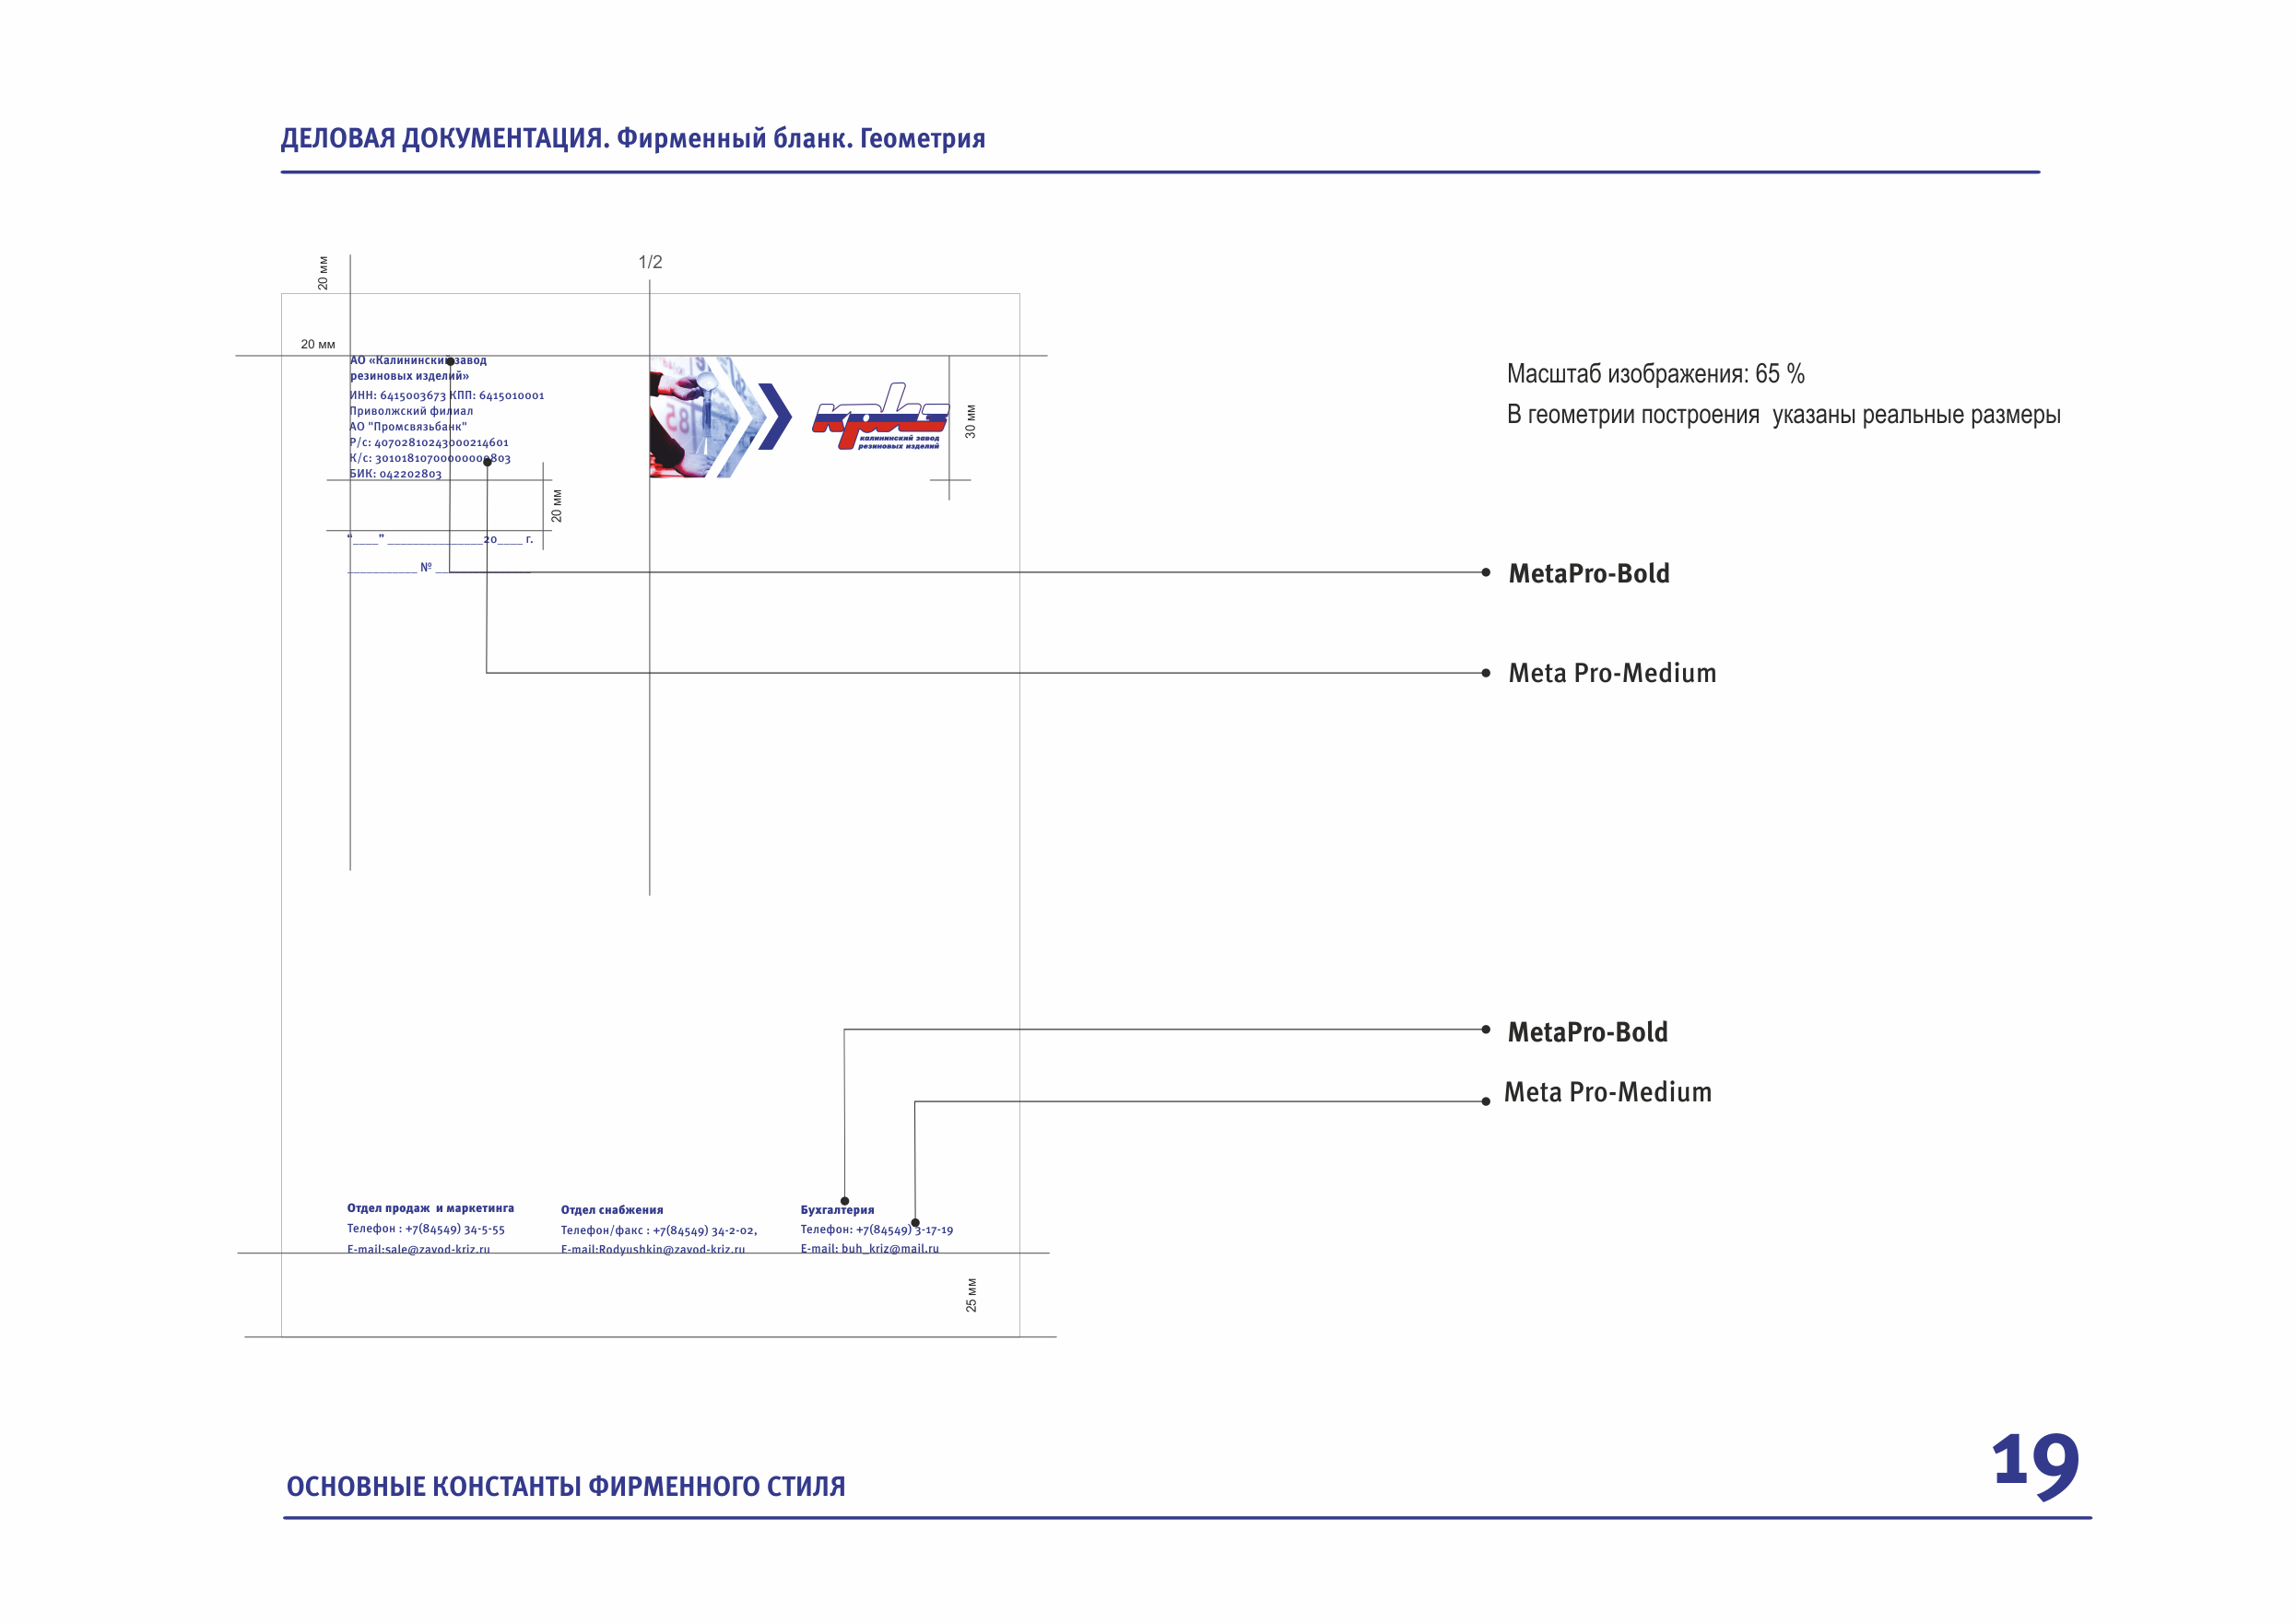 ДЕЛОВАЯ ДОКУМЕНТАЦИЯ. Фирменный бланк. Геометрия
20 мм
1/2
20 мм
АО «Калининский завод
резиновых изделий»
ИНН: 6415003673 КПП: 6415010001
Приволжский филиал
АО "Промсвязьбанк"
Р/с: 40702810243000214601
К/с: 30101810700000000803
БИК: 042202803
85
криз
калининский завод
резиновых изделий
30 мм
20 мм
“____” _______________20____ г.
___________ № _______________
Масштаб изображения: 65 %
В геометрии построения указаны реальные размеры
MetaPro-Bold
Meta Pro-Medium
MetaPro-Bold
Meta Pro-Medium
Отдел продаж и маркетинга
Телефон : +7(84549) 34-5-55
E-mail:sale@zavod-kriz.ru
Отдел снабжения
Телефон/факс : +7(84549) 34-2-02,
E-mail:Rodyushkin@zavod-kriz.ru
Бухгалтерия
Телефон: +7(84549) 3-17-19
E-mail: buh_kriz@mail.ru
25 мм
ОСНОВНЫЕ КОНСТАНТЫ ФИРМЕННОГО СТИЛЯ
19